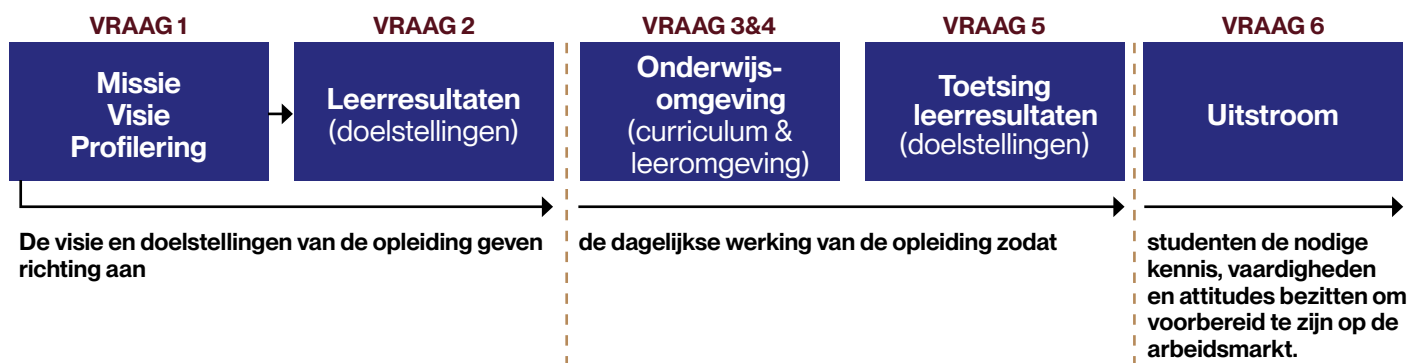 VRAAG 1
Missie
Visie
Profilering
VRAAG 2
Leerresultaten
(doelstellingen)
VRAAG 3&4
Onderwijs-
omgeving
(curriculum &
leeromgeving)
VRAAG 5
Toetsing
leerresultaten
(doelstellingen)
VRAAG 6
Uitstroom
De visie en doelstellingen van de opleiding geven
richting aan
de dagelijkse werking van de opleiding zodat
studenten de nodige
kennis, vaardigheden
en attitudes bezitten om
voorbereid te zijn op de
arbeidsmarkt.